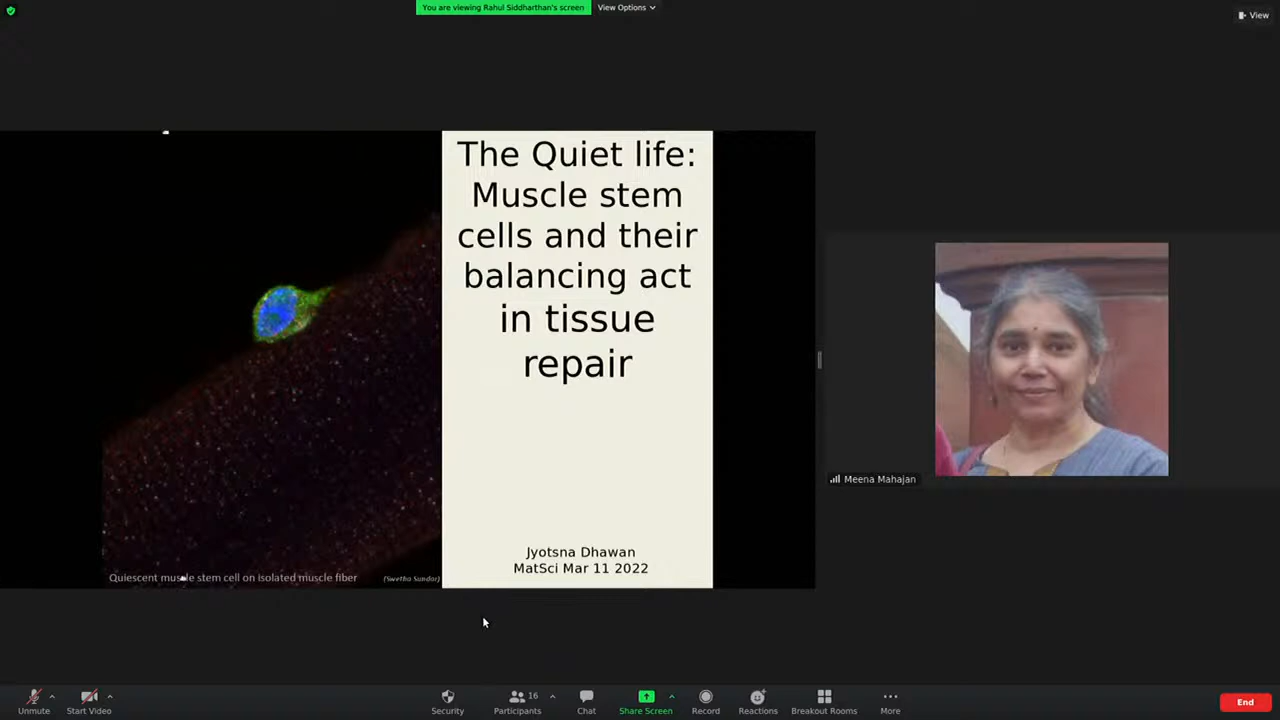 You are viewing Rahul Siddharthan's screen
View Options
View
The Quiet life:
Muscle stem
cells and their
balancing act
in tissue
repair
Jyotsna Dhawan
MatSci Mar 11 2022
Quiescent muscle stem cell on isolated muscle fiber
(Swetha Sundar)
Meena Mahajan
Unmute
Start Video
Security
16
Participants
Chat
Share Screen
Record
Reactions
Breakout Rooms
More
End